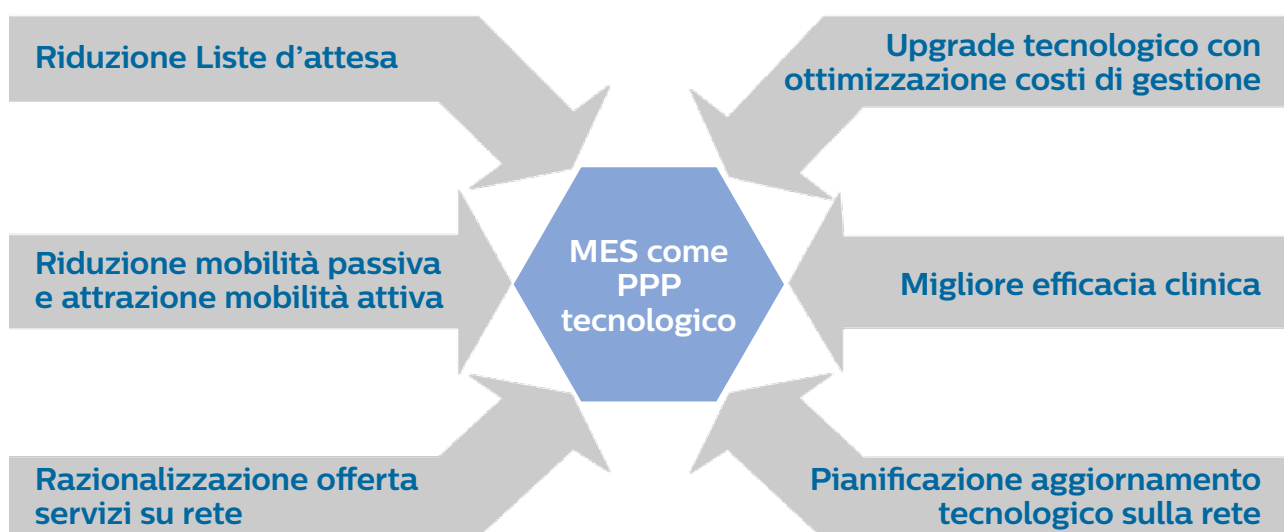 Riduzione Liste d’attesa
Upgrade tecnologico con
ottimizzazione costi di gestione
Riduzione mobilità passiva
e attrazione mobilità attiva
MES come
PPP
tecnologico
Migliore efficacia clinica
Razionalizzazione offerta
servizi su rete
Pianificazione aggiornamento
tecnologico sulla rete